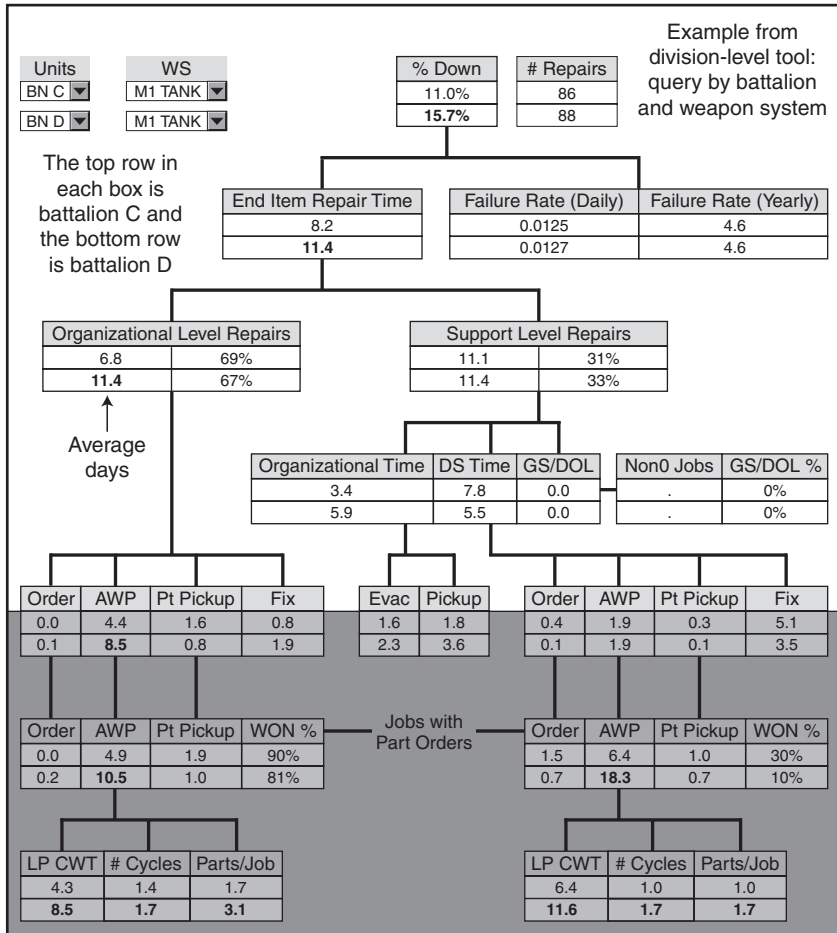 Example from
division-level tool:
query by battalion
and weapon system
Units WS
BN C M1 TANK
BN D M1 TANK
% Down # Repairs
11.0% 86
15.7% 88
The top row in
each box is
battalion C and
the bottom row
is battalion D
End Item Repair Time
8.2
11.4
Failure Rate (Daily) Failure Rate (Yearly)
0.0125 4.6
0.0127 4.6
Organizational Level Repairs
6.8 69%
11.4 67%
Support Level Repairs
11.1 31%
11.4 33%
Average
days
Organizational Time DS Time GS/DOL
3.4 7.8 0.0
5.9 5.5 0.0
Non0 Jobs GS/DOL %
. 0%
. 0%
Order AWP Pt Pickup Fix
0.0 4.4 1.6 0.8
0.1 8.5 0.8 1.9
Evac Pickup
1.6 1.8
2.3 3.6
Order AWP Pt Pickup Fix
0.4 1.9 0.3 5.1
0.1 1.9 0.1 3.5
Order AWP Pt Pickup WON %
0.0 4.9 1.9 90%
0.2 10.5 1.0 81%
Jobs with
Part Orders
Order AWP Pt Pickup WON %
1.5 6.4 1.0 30%
0.7 18.3 0.7 10%
LP CWT # Cycles Parts/Job
4.3 1.4 1.7
8.5 1.7 3.1
LP CWT # Cycles Parts/Job
6.4 1.0 1.0
11.6 1.7 1.7